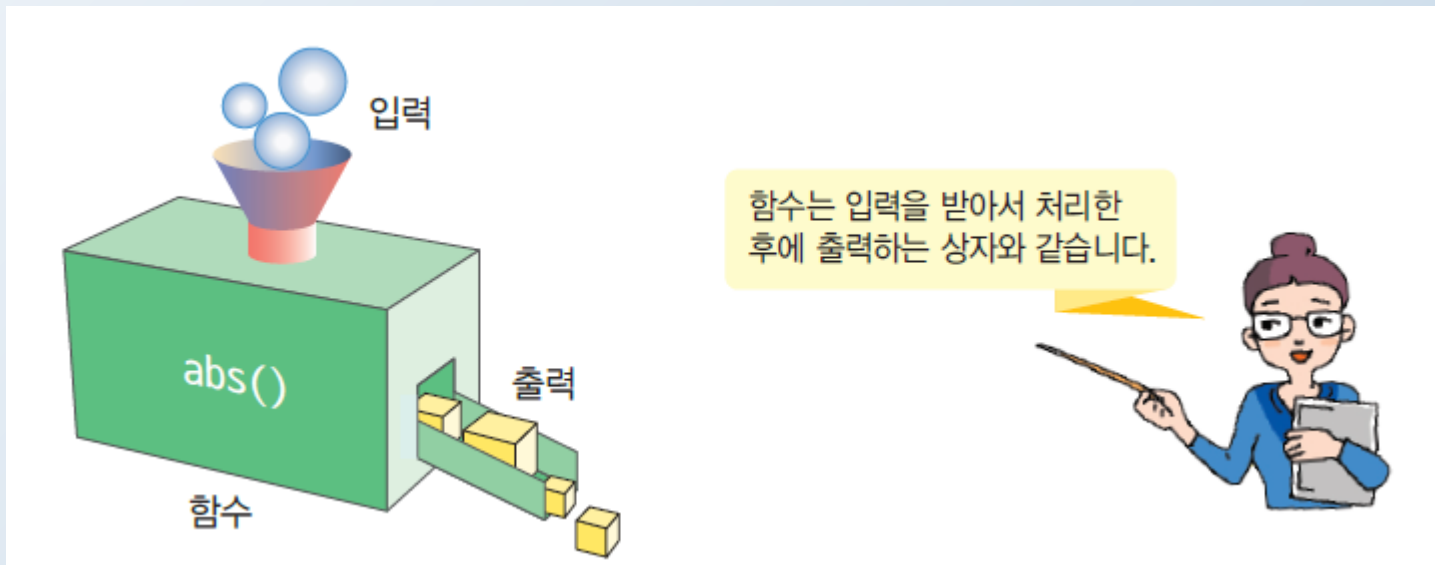 입력
함수는 입력을 받아서 처리한
후에 출력하는 상자와 같습니다.
abs()
출력
함수